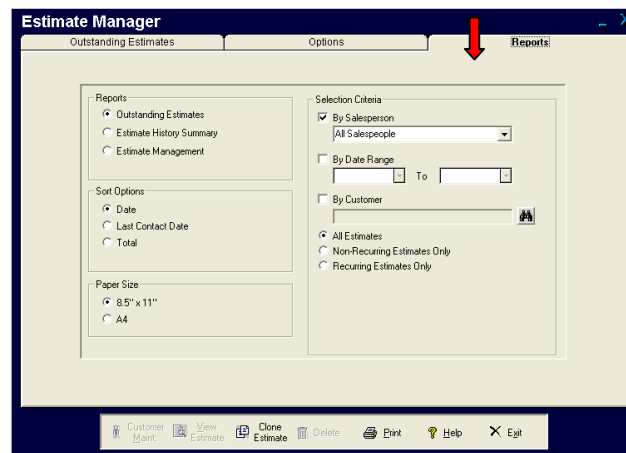 Estimate Manager
Outstanding Estimates
Options
Reports
Reports
Outstanding Estimates
Estimate History Summary
Estimate Management
Sort Options
Date
Last Contact Date
Total
Paper Size
8.5" x 11"
A4
Selection Criteria
By Salesperson
All Salespeople
By Date Range
To
By Customer
All Estimates
Non-Recurring Estimates Only
Recurring Estimates Only
Customer
Maint.
View
Estimate
Clone
Estimate
Delete
Print
Help
Exit